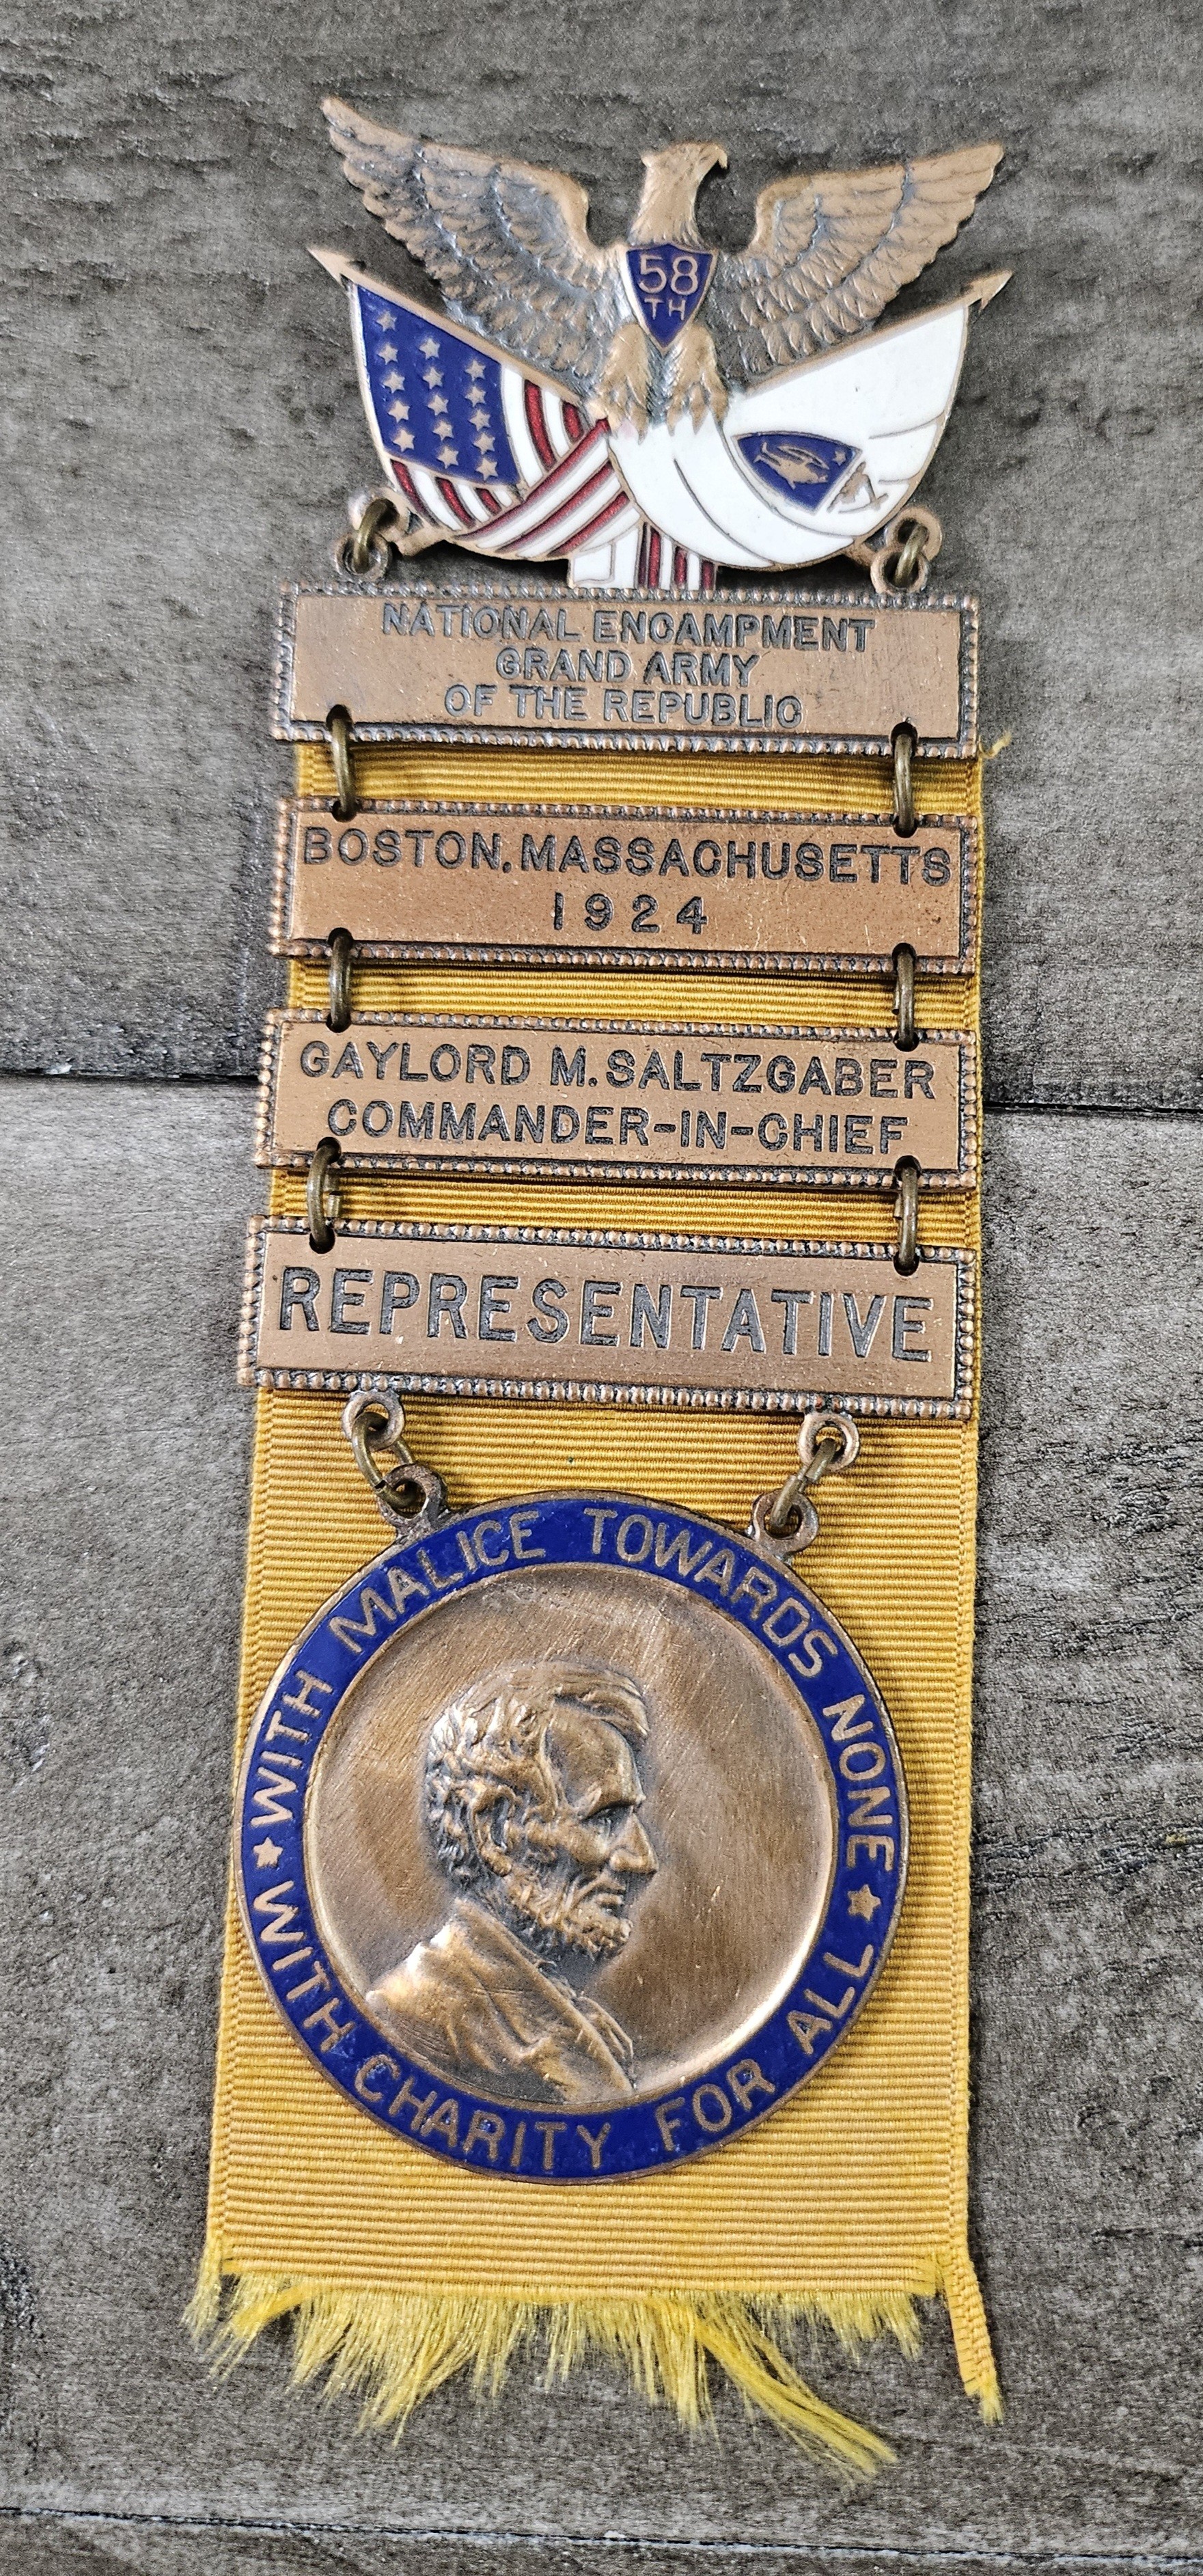 58
TH
NATIONAL ENCAMPMENT
GRAND ARMY
OF THE REPUBLIC
BOSTON, MASSACHUSETTS
1924
GAYLORD M. SALTZGABER
COMMANDER-IN-CHIEF
REPRESENTATIVE
★ WITH MALICE TOWARDS NONE ★
WITH CHARITY FOR ALL